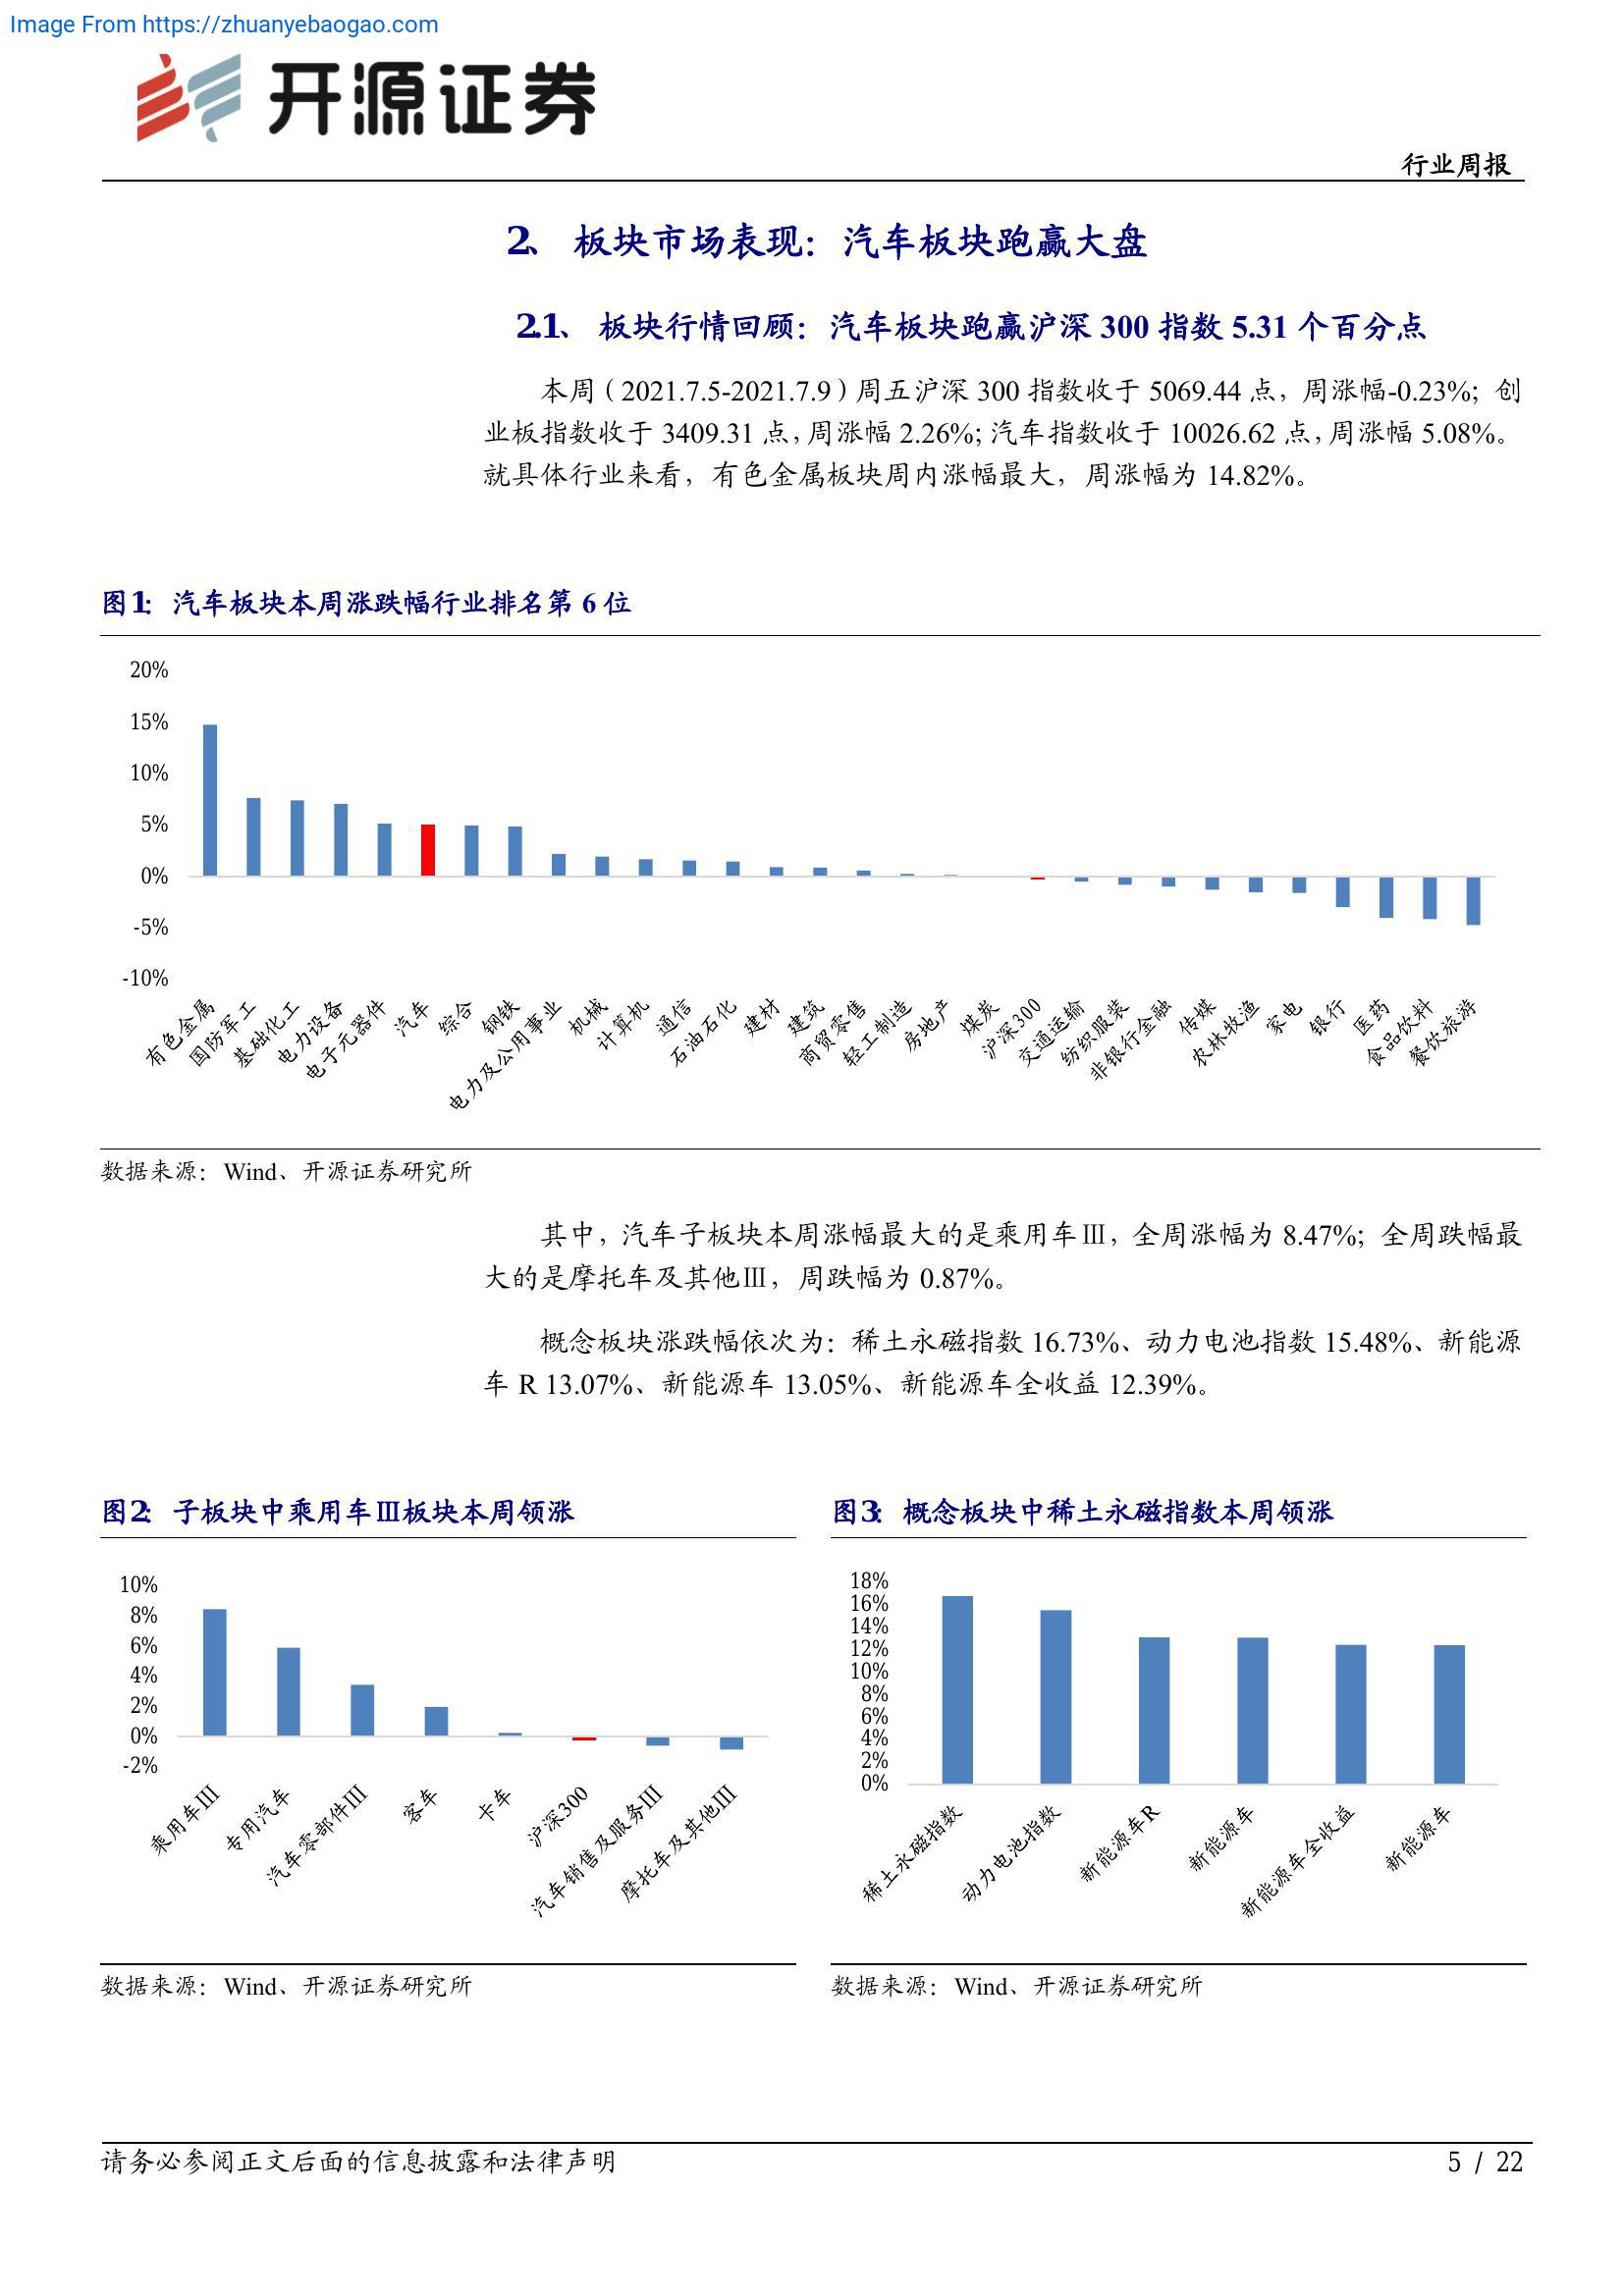 Image From https://zhuanyebaogao.com
开源证券
行业周报
2、 板块市场表现：汽车板块跑赢大盘
2.1、 板块行情回顾：汽车板块跑赢沪深 300 指数 5.31 个百分点
本周（2021.7.5-2021.7.9）周五沪深 300 指数收于 5069.44 点，周涨幅-0.23%；创
业板指数收于 3409.31 点，周涨幅 2.26%；汽车指数收于 10026.62 点，周涨幅 5.08%。
就具体行业来看，有色金属板块周内涨幅最大，周涨幅为 14.82%。
图1：汽车板块本周涨跌幅行业排名第 6 位
20%
15%
10%
5%
0%
-5%
-10%
有色金属
国防军工
基础化工
电力设备
电子元器件
汽车
综合
钢铁
电力及公用事业
机械
计算机
通信
石油石化
建材
建筑
商贸零售
轻工制造
房地产
煤炭
沪深300
交通运输
纺织服装
非银行金融
传媒
农林牧渔
家电
银行
医药
食品饮料
餐饮旅游
数据来源：Wind、开源证券研究所
其中，汽车子板块本周涨幅最大的是乘用车Ⅲ，全周涨幅为 8.47%；全周跌幅最
大的是摩托车及其他Ⅲ，周跌幅为 0.87%。
概念板块涨跌幅依次为：稀土永磁指数 16.73%、动力电池指数 15.48%、新能源
车 R 13.07%、新能源车 13.05%、新能源车全收益 12.39%。
图2：子板块中乘用车Ⅲ板块本周领涨
10%
8%
6%
4%
2%
0%
-2%
乘用车Ⅲ
专用汽车
汽车零部件Ⅲ
客车
卡车
沪深300
汽车销售及服务Ⅲ
摩托车及其他Ⅲ
数据来源：Wind、开源证券研究所
图3：概念板块中稀土永磁指数本周领涨
18%
16%
14%
12%
10%
8%
6%
4%
2%
0%
稀土永磁指数
动力电池指数
新能源车R
新能源车
新能源车全收益
新能源车
数据来源：Wind、开源证券研究所
请务必参阅正文后面的信息披露和法律声明
5 / 22